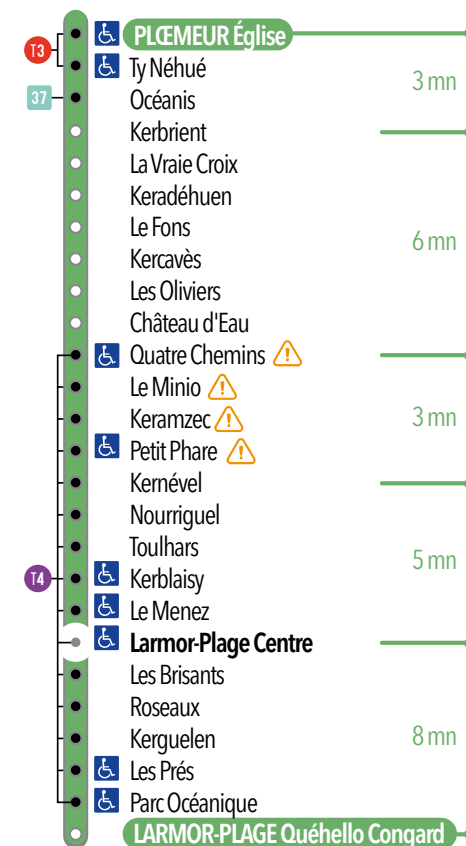 PLŒMEUR Église
T3
Ty Néhué
3 mn
37
Océanis
Kerbrient
La Vraie Croix
Keradéhuen
Le Fons
6 mn
Kercavès
Les Oliviers
Château d'Eau
Quatre Chemins
Le Minio
Keramzec
3 mn
Petit Phare
Kernével
Nourriguel
Toulhars
5 mn
T4
Kerblaisy
Le Menez
Larmor-Plage Centre
Les Brisants
Roseaux
Kerguelen
8 mn
Les Prés
Parc Océanique
LARMOR-PLAGE Quéhello Congard